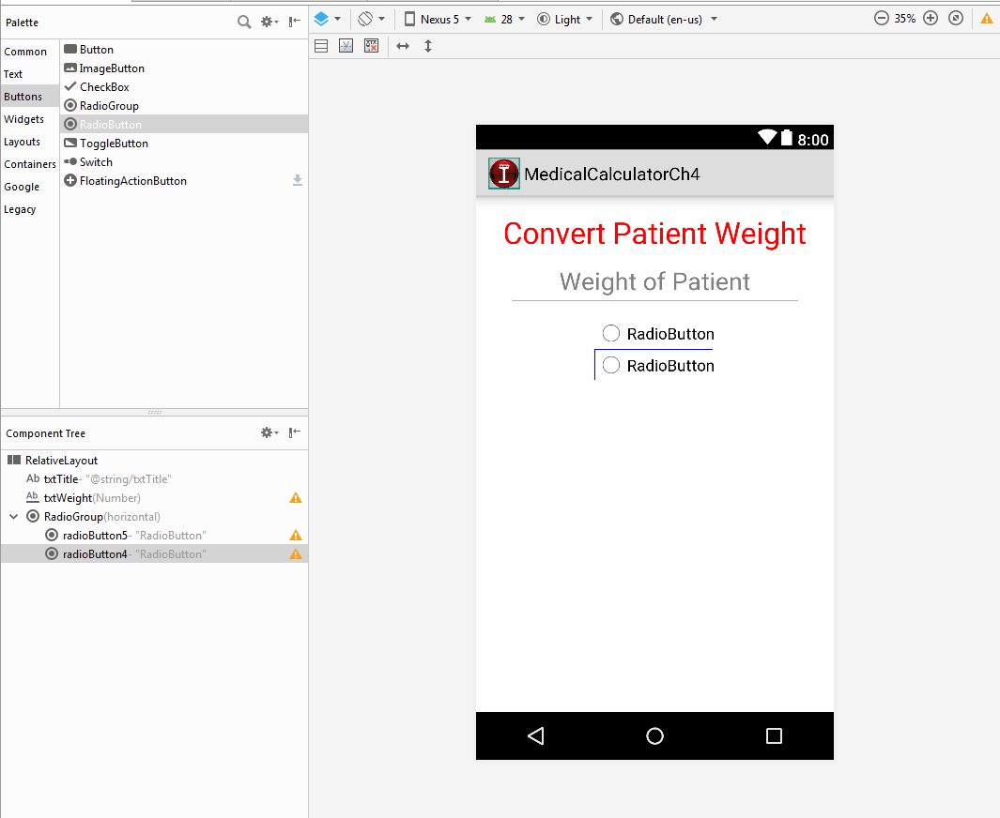 Palette
Nexus 5
28
Light
Default (en-us)
35%
Common
Text
Buttons
Widgets
Layouts
Containers
Google
Legacy
Button
ImageButton
CheckBox
RadioGroup
RadioButton
ToggleButton
Switch
FloatingActionButton
Component Tree
RelativeLayout
Ab txtTitle- "@string/txtTitle"
Ab txtWeight(Number)
RadioGroup(horizontal)
radioButton5- "RadioButton"
radioButton4- "RadioButton"
8:00
I MedicalCalculatorCh4
Convert Patient Weight
Weight of Patient
RadioButton
RadioButton